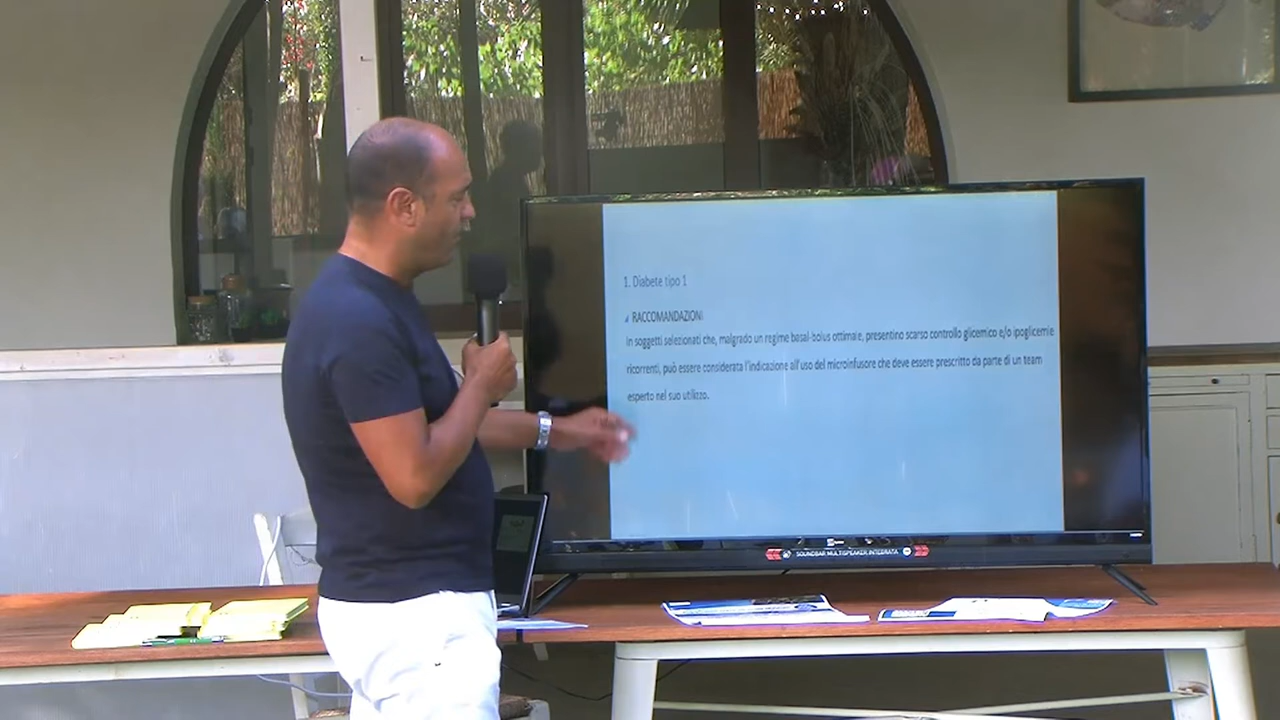 1. Diabete tipo 1
RACCOMANDAZIONI
In soggetti selezionati che, malgrado un regime basal-bolus ottimale, presentino scarso controllo glicemico e/o ipoglicemie
ricorrenti, può essere considerata l'indicazione all'uso del microinfusore che deve essere prescritto da parte di un team
esperto nel suo utilizzo.
SOUNDBAR MULTISPEAKER INTEGRATA